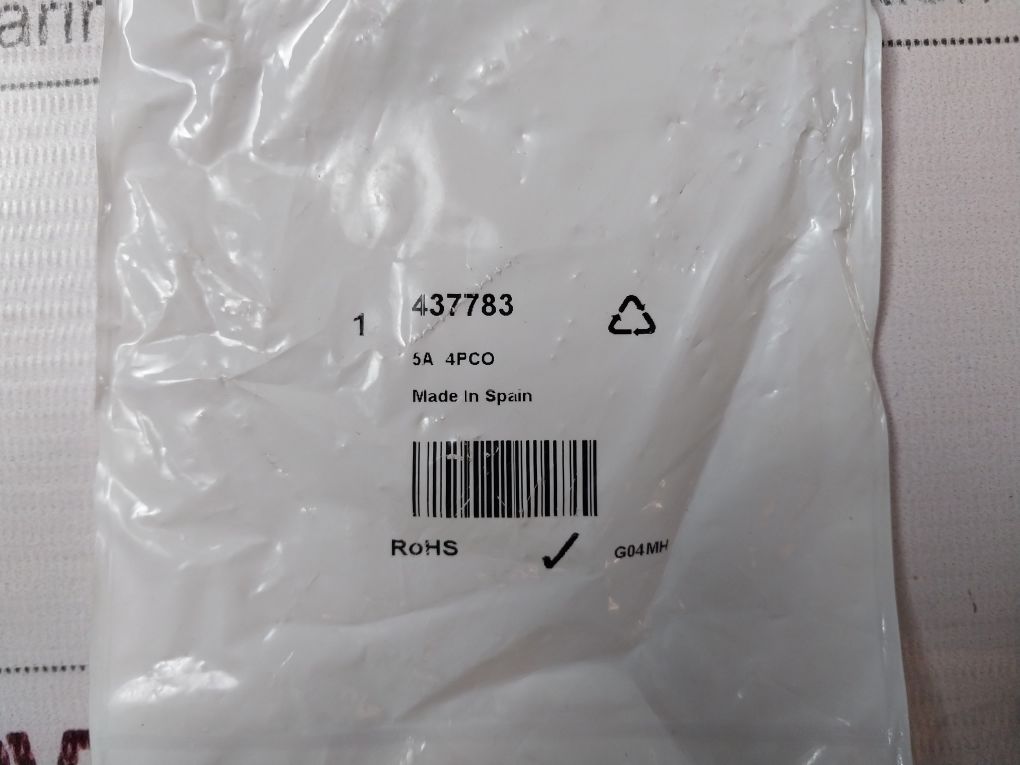 437783
1
5A 4PCO
Made In Spain
RoHS
G04MH